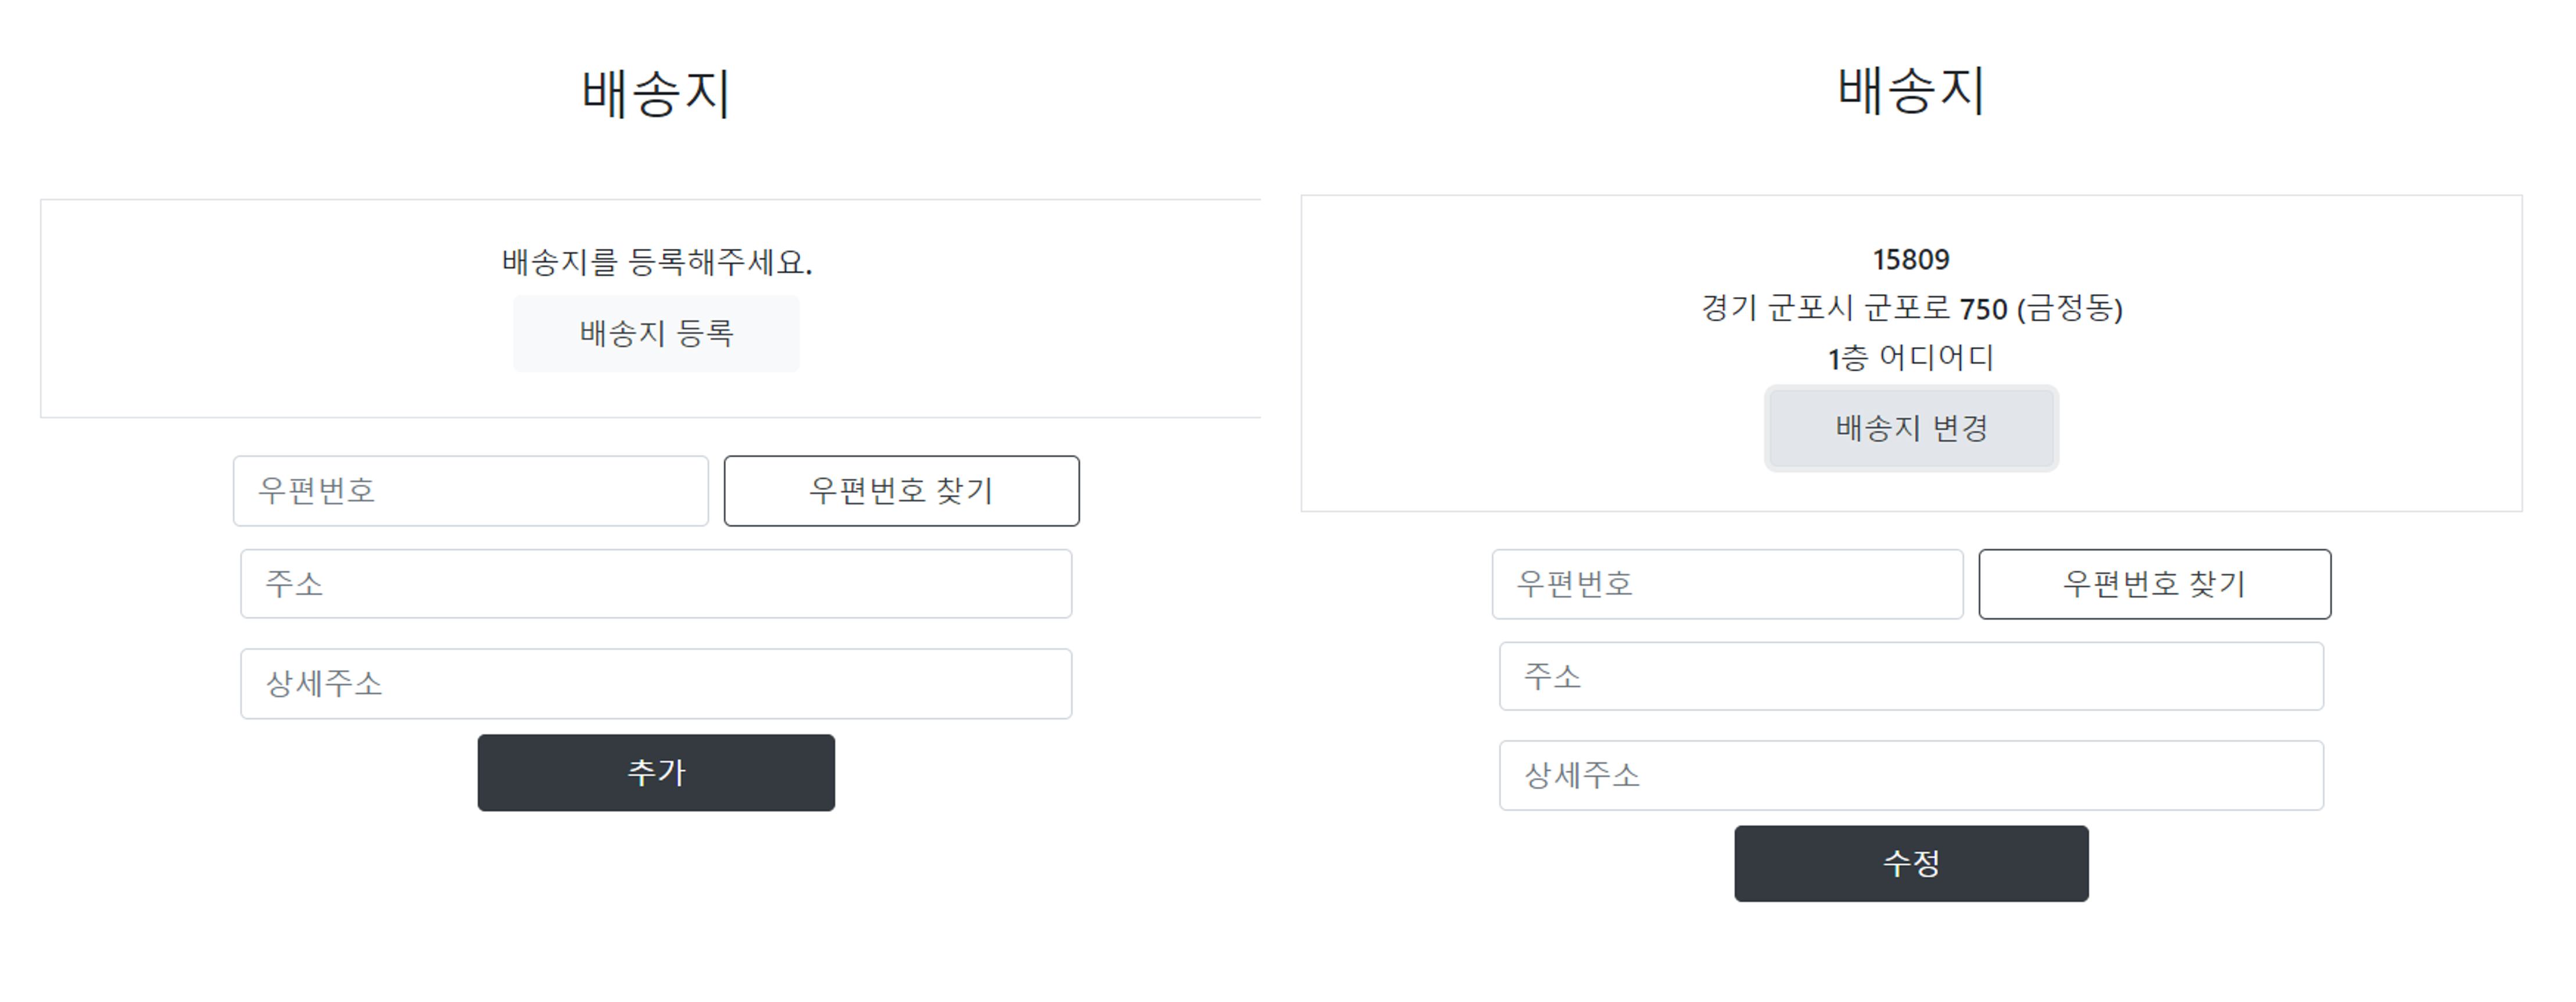 배송지
배송지를 등록해주세요.
배송지 등록
우편번호
우편번호 찾기
주소
상세주소
추가
배송지
15809
경기 군포시 군포로 750 (금정동)
1층 어디어디
배송지 변경
우편번호
우편번호 찾기
주소
상세주소
수정